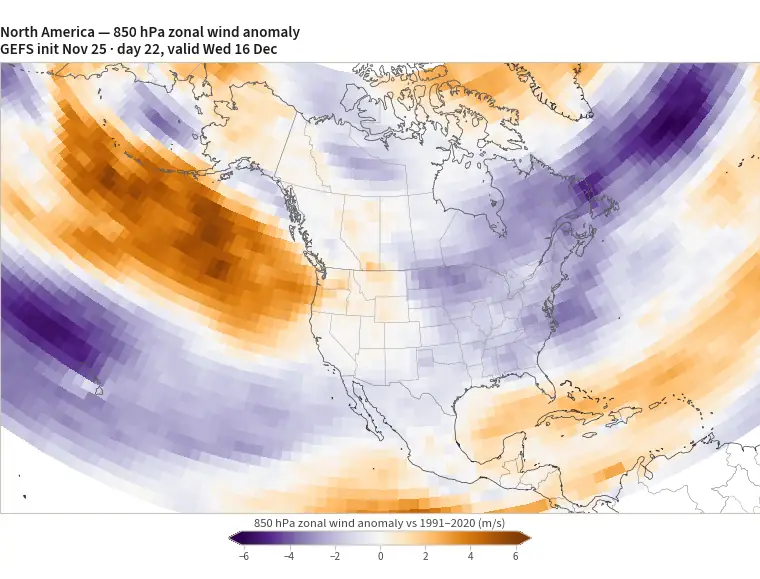 North America — 850 hPa zonal wind anomaly
GEFS init Nov 25 · day 22, valid Wed 16 Dec
850 hPa zonal wind anomaly vs 1991–2020 (m/s)
−6 −4 −2 0 2 4 6